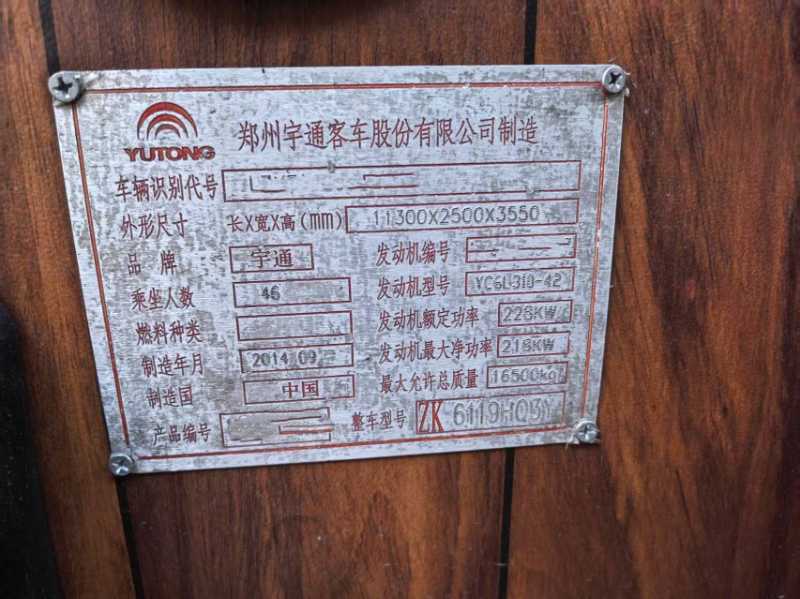 YUTONG
郑州宇通客车股份有限公司制造
车辆识别代号
外形尺寸 长X宽X高(mm) 11300X2500X3550
品牌 宇通 发动机编号
乘坐人数 46 发动机型号 YC6L310-42
燃料种类 发动机额定功率 228KW
制造年月 2014 09 发动机最大净功率 218KW
制造国 中国 最大允许总质量 16500kg
产品编号 整车型号 ZK 6119HQ3Y